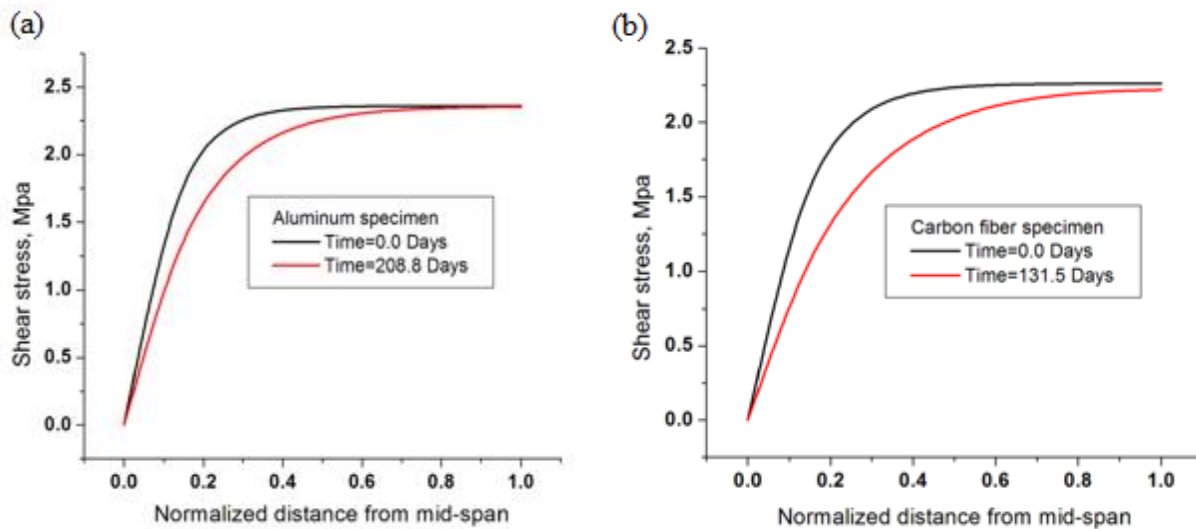 (a)
2.5
2.0
1.5
1.0
0.5
0.0
Shear stress, Mpa
Aluminum specimen
Time=0.0 Days
Time=208.8 Days
0.0 0.2 0.4 0.6 0.8 1.0
Normalized distance from mid-span
(b)
2.5
2.0
1.5
1.0
0.5
0.0
Shear stress, Mpa
Carbon fiber specimen
Time=0.0 Days
Time=131.5 Days
0.0 0.2 0.4 0.6 0.8 1.0
Normalized distance from mid-span